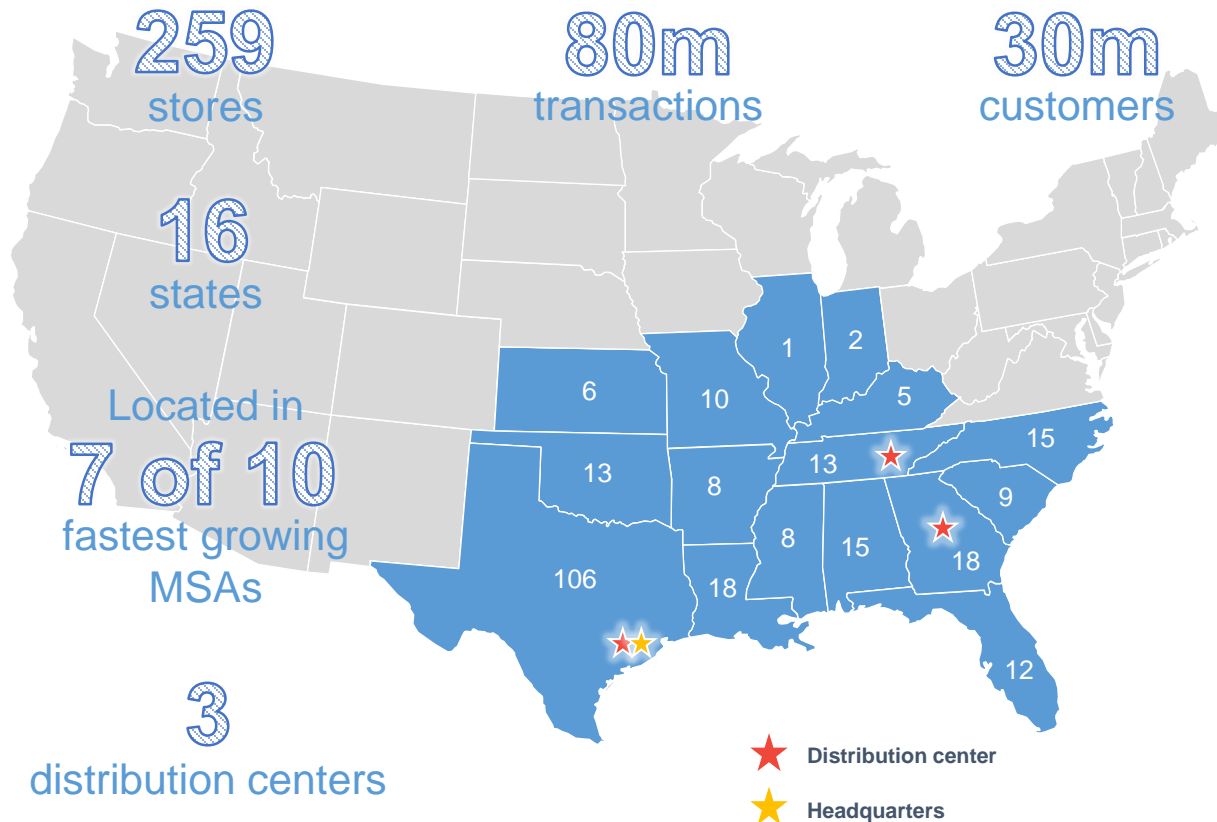 259
stores
80m
transactions
30m
customers
16
states
Located in
7 of 10
fastest growing
MSAs
3
distribution centers
1
2
6
10
5
15
13
8
13
9
8
15
18
106
18
12
Distribution center
Headquarters